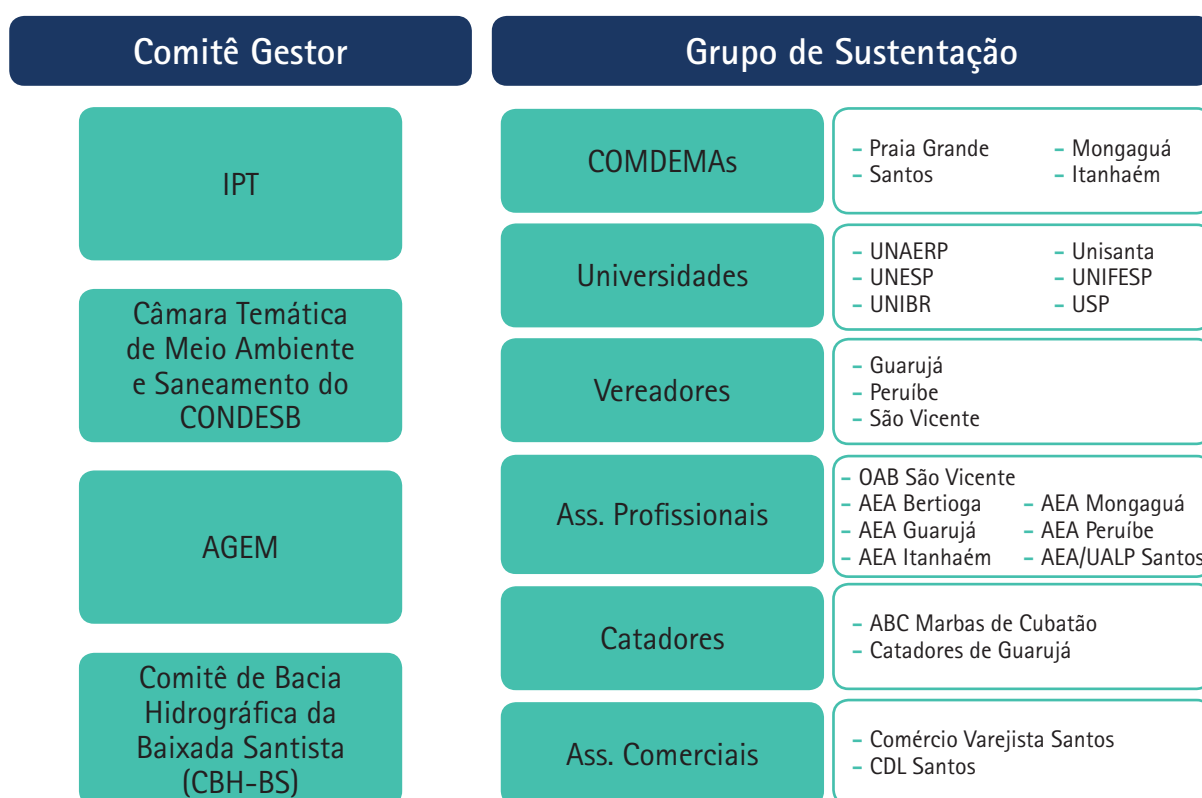 Comitê Gestor
IPT
Câmara Temática
de Meio Ambiente
e Saneamento do
CONDESB
AGEM
Comitê de Bacia
Hidrográfica da
Baixada Santista
(CBH-BS)
Grupo de Sustentação
COMDEMAs
- Praia Grande
- Santos
- Mongaguá
- Itanhaém
Universidades
- UNAERP
- UNESP
- UNIBR
- Unisanta
- UNIFESP
- USP
Vereadores
- Guarujá
- Peruíbe
- São Vicente
Ass. Profissionais
- OAB São Vicente
- AEA Bertioga
- AEA Guarujá
- AEA Itanhaém
- AEA Mongaguá
- AEA Peruíbe
- AEA/UALP Santos
Catadores
- ABC Marbas de Cubatão
- Catadores de Guarujá
Ass. Comerciais
- Comércio Varejista Santos
- CDL Santos